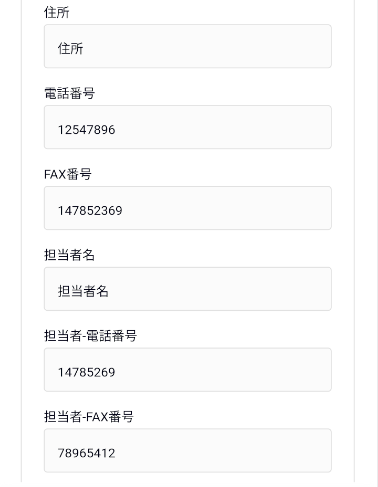 住所
住所
電話番号
12547896
FAX番号
147852369
担当者名
担当者名
担当者-電話番号
14785269
担当者-FAX番号
78965412